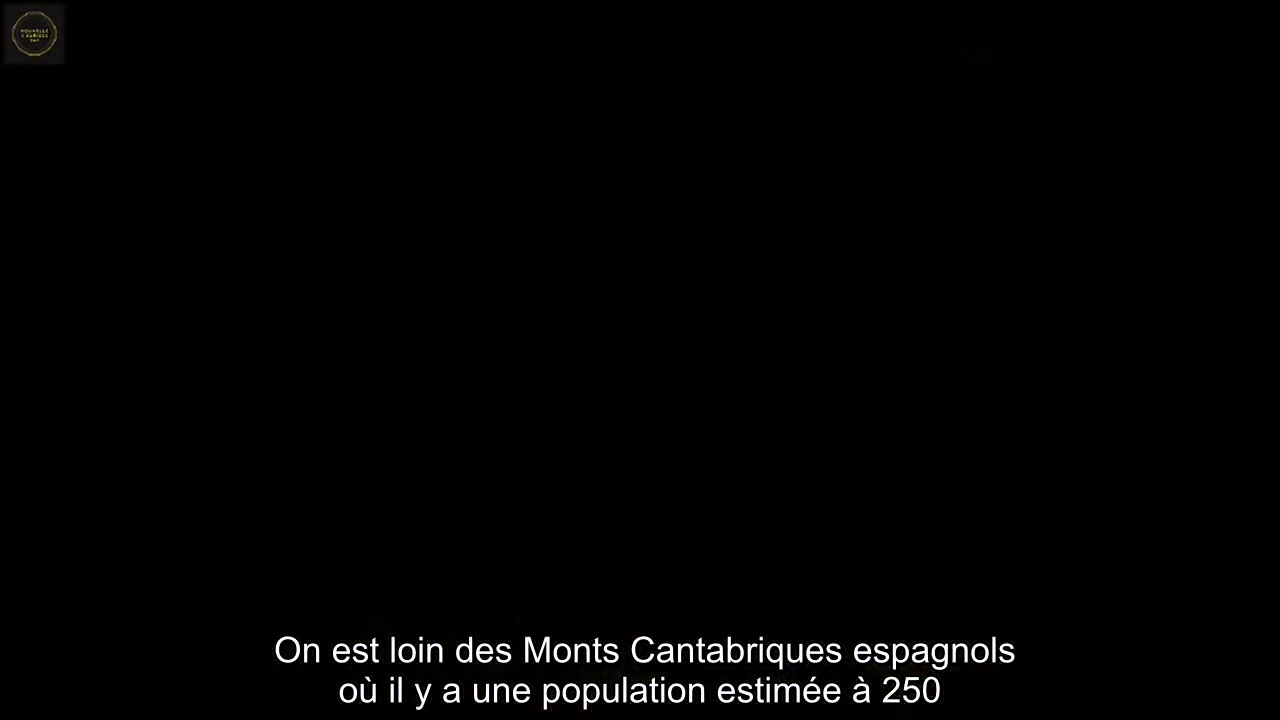 On est loin des Monts Cantabriques espagnols
où il y a une population estimée à 250